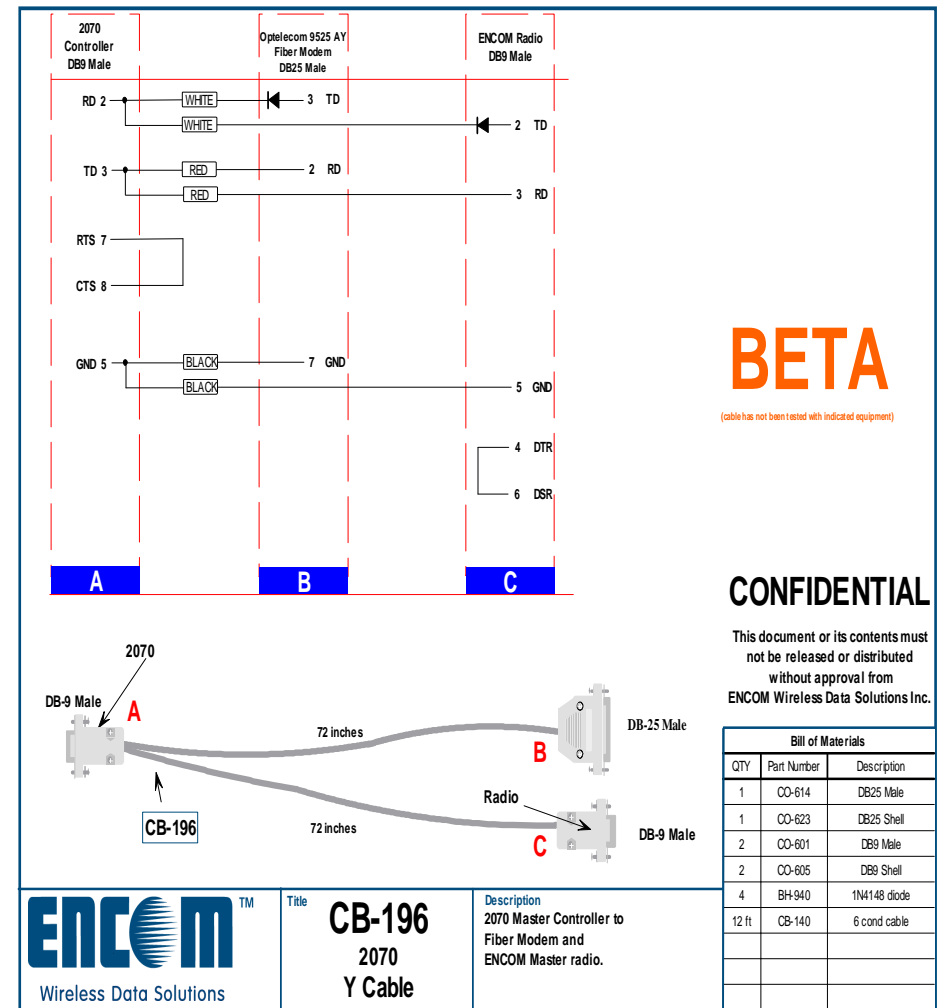 2070
Controller
DB9 Male
Optelecom 9525 AY
Fiber Modem
DB25 Male
ENCOM Radio
DB9 Male
RD 2 WHITE 3 TD
WHITE 2 TD
TD 3 RED 2 RD
RED 3 RD
RTS 7
CTS 8
GND 5 BLACK 7 GND
BLACK 5 GND
4 DTR
6 DSR
A B C
BETA
(cable has not been tested with indicated equipment)
CONFIDENTIAL
This document or its contents must
not be released or distributed
without approval from
ENCOM Wireless Data Solutions Inc.
2070
DB-9 Male
A
72 inches
B
DB-25 Male
CB-196
72 inches
Radio
C
DB-9 Male
Bill of Materials
QTY Part Number Description
1 CO-614 DB25 Male
1 CO-623 DB25 Shell
2 CO-601 DB9 Male
2 CO-605 DB9 Shell
4 BH-940 1N4148 diode
12 ft CB-140 6 cond cable
ENCOM TM
Wireless Data Solutions
Title
CB-196
2070
Y Cable
Description
2070 Master Controller to
Fiber Modem and
ENCOM Master radio.